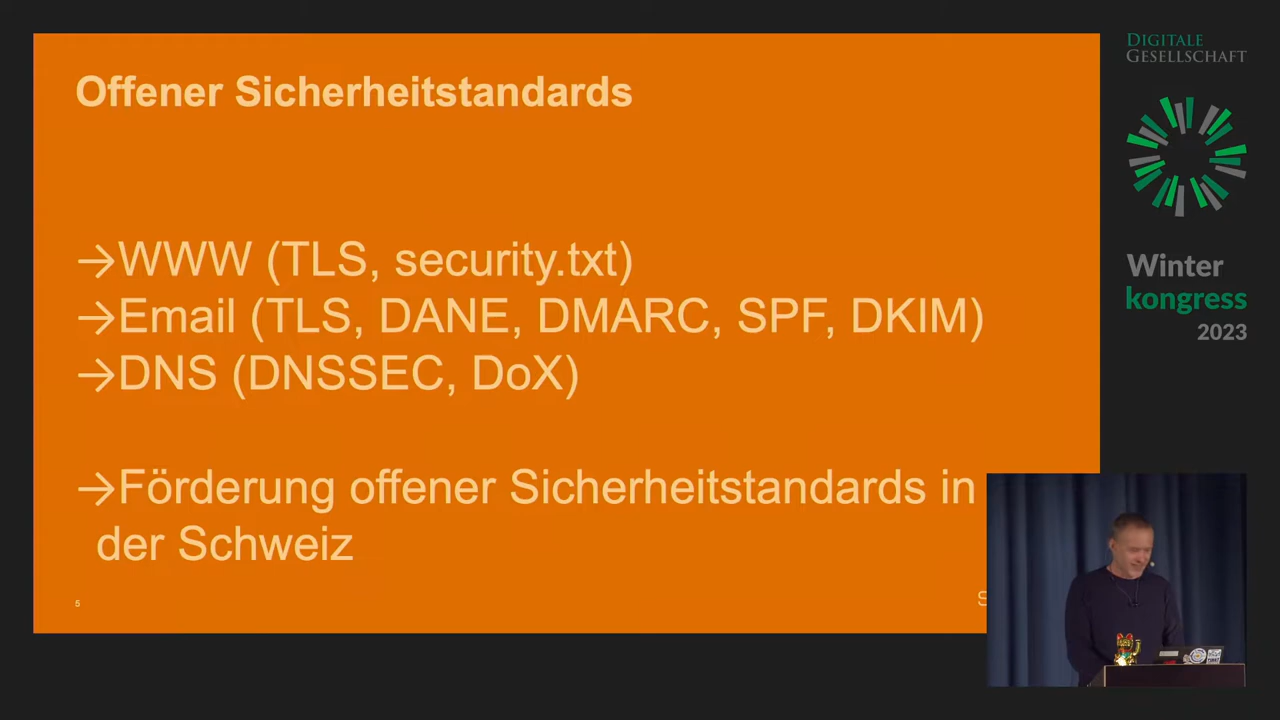 Offener Sicherheitstandards
→WWW (TLS, security.txt)
→Email (TLS, DANE, DMARC, SPF, DKIM)
→DNS (DNSSEC, DoX)
→Förderung offener Sicherheitstandards in
der Schweiz
5
DIGITALE
GESELLSCHAFT
Winter
kongress
2023